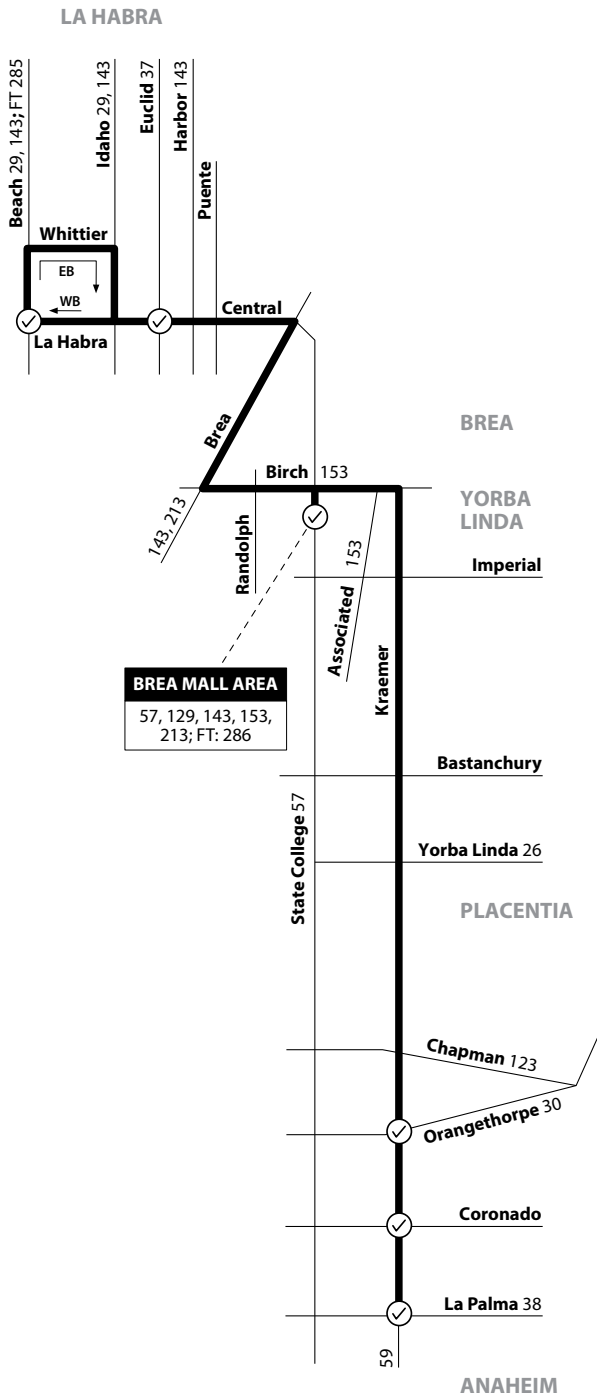 LA HABRA
Beach 29, 143; FT 285
Idaho 29, 143
Euclid 37
Harbor 143
Puente
Whittier
EB
WB
La Habra
Central
Brea
BREA
Birch 153
YORBA
LINDA
143, 213
Randolph
153
Associated
Imperial
Kraemer
BREA MALL AREA
57, 129, 143, 153,
213; FT: 286
Bastanchury
State College 57
Yorba Linda 26
PLACENTIA
Chapman 123
Orangethorpe 30
Coronado
La Palma 38
59
ANAHEIM